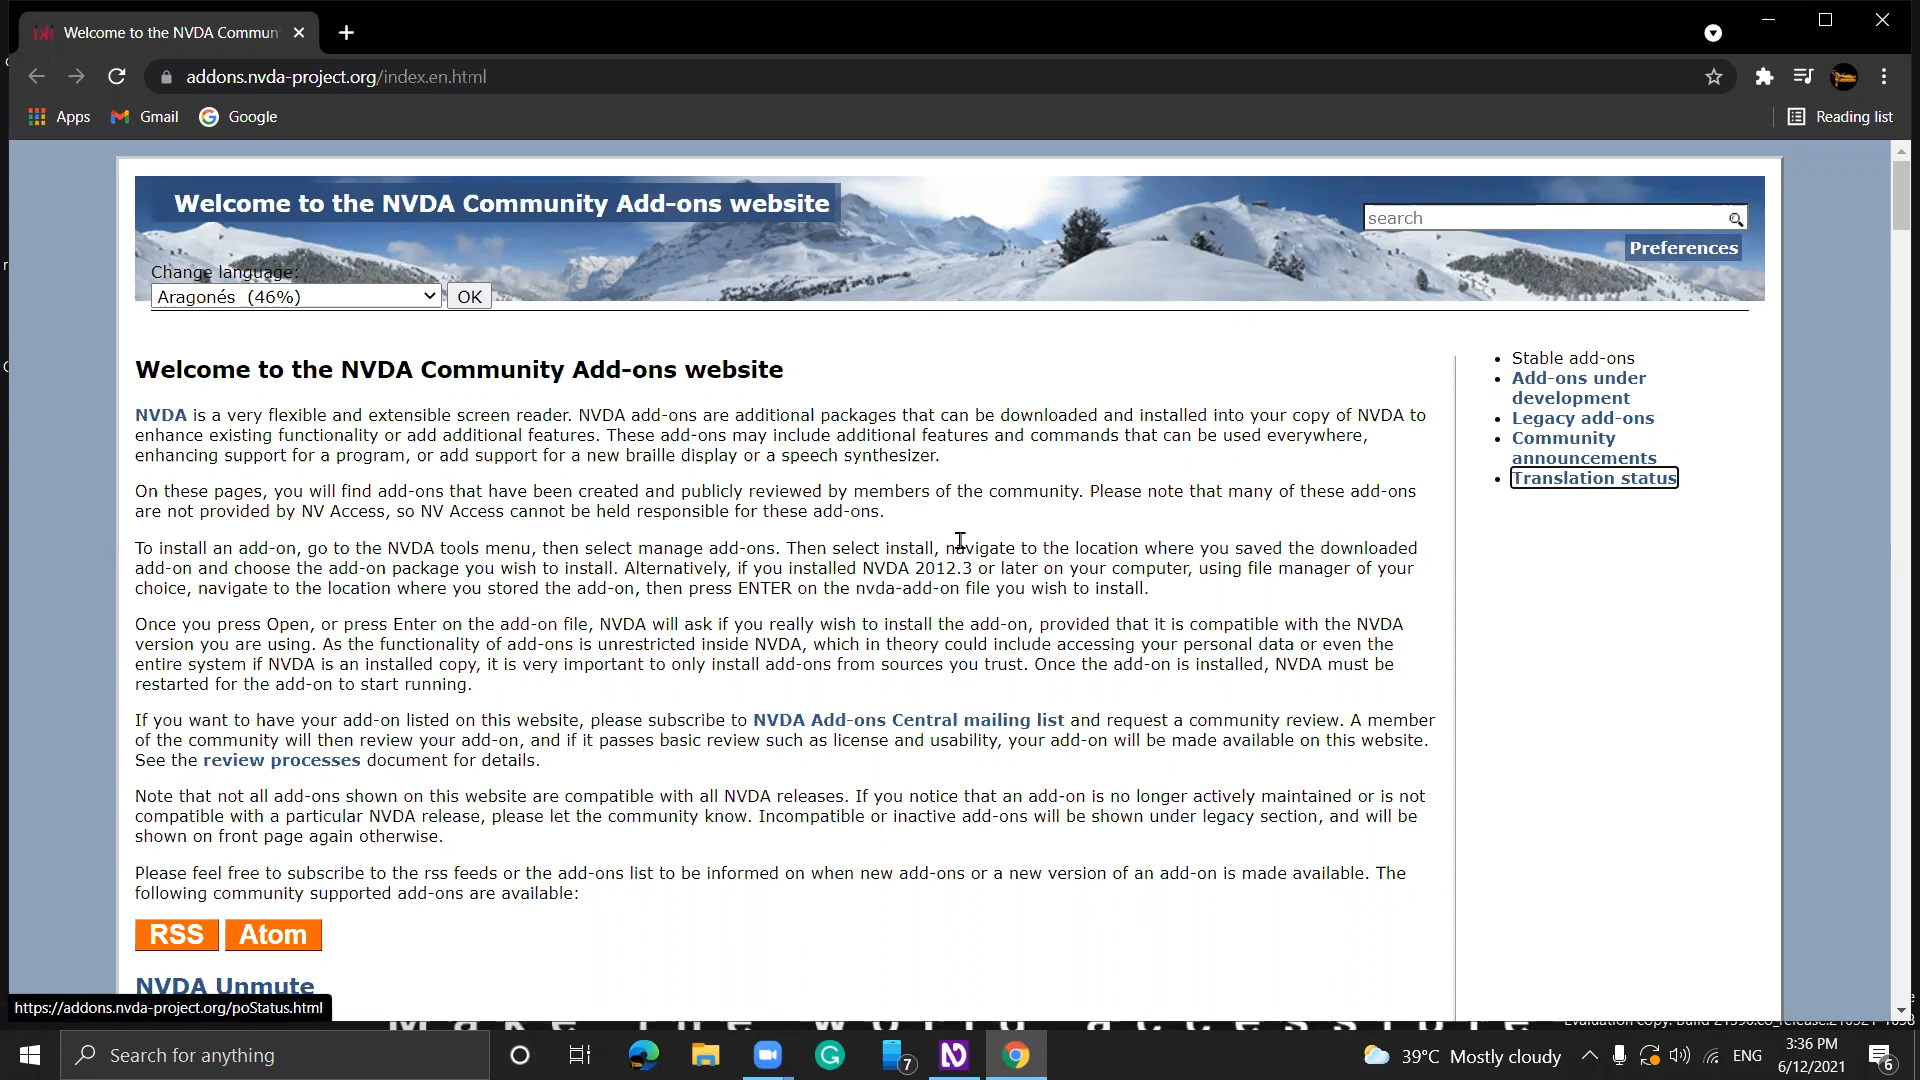 Welcome to the NVDA Commun
addons.nvda-project.org/index.en.html
Apps
Gmail
Google
Reading list
Welcome to the NVDA Community Add-ons website
search
Preferences
Change language:
Aragonés (46%)
OK
Welcome to the NVDA Community Add-ons website
NVDA is a very flexible and extensible screen reader. NVDA add-ons are additional packages that can be downloaded and installed into your copy of NVDA to
enhance existing functionality or add additional features. These add-ons may include additional features and commands that can be used everywhere,
enhancing support for a program, or add support for a new braille display or a speech synthesizer.
On these pages, you will find add-ons that have been created and publicly reviewed by members of the community. Please note that many of these add-ons
are not provided by NV Access, so NV Access cannot be held responsible for these add-ons.
To install an add-on, go to the NVDA tools menu, then select manage add-ons. Then select install, navigate to the location where you saved the downloaded
add-on and choose the add-on package you wish to install. Alternatively, if you installed NVDA 2012.3 or later on your computer, using file manager of your
choice, navigate to the location where you stored the add-on, then press ENTER on the nvda-add-on file you wish to install.
Once you press Open, or press Enter on the add-on file, NVDA will ask if you really wish to install the add-on, provided that it is compatible with the NVDA
version you are using. As the functionality of add-ons is unrestricted inside NVDA, which in theory could include accessing your personal data or even the
entire system if NVDA is an installed copy, it is very important to only install add-ons from sources you trust. Once the add-on is installed, NVDA must be
restarted for the add-on to start running.
If you want to have your add-on listed on this website, please subscribe to NVDA Add-ons Central mailing list and request a community review. A member
of the community will then review your add-on, and if it passes basic review such as license and usability, your add-on will be made available on this website.
See the review processes document for details.
Note that not all add-ons shown on this website are compatible with all NVDA releases. If you notice that an add-on is no longer actively maintained or is not
compatible with a particular NVDA release, please let the community know. Incompatible or inactive add-ons will be shown under legacy section, and will be
shown on front page again otherwise.
Please feel free to subscribe to the rss feeds or the add-ons list to be informed on when new add-ons or a new version of an add-on is made available. The
following community supported add-ons are available:
RSS
Atom
NVDA Unmute
Stable add-ons
Add-ons under
development
Legacy add-ons
Community
announcements
Translation status
https://addons.nvda-project.org/poStatus.html
Search for anything
7
39°C Mostly cloudy
ENG
3:36 PM
6/12/2021
6